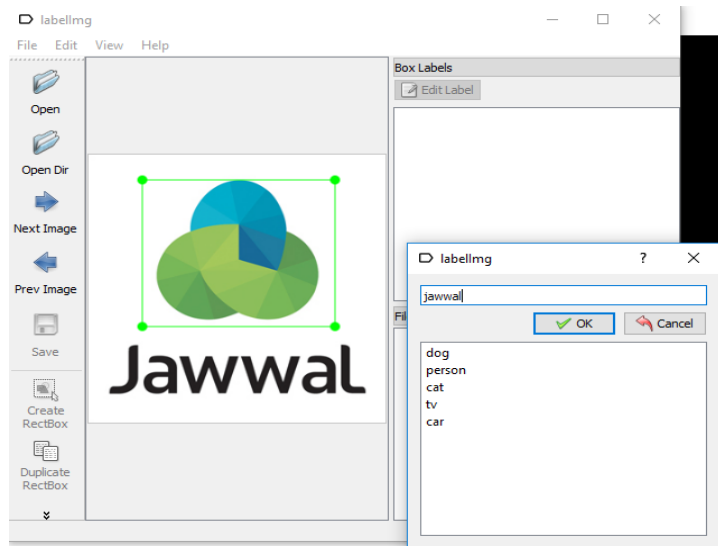 labelImg
File Edit View Help
Open
Open Dir
Next Image
Prev Image
Save
Create
RectBox
Duplicate
RectBox
Jawwal
Box Labels
Edit Label
labelImg
?
jawwal
OK Cancel
dog
person
cat
tv
car